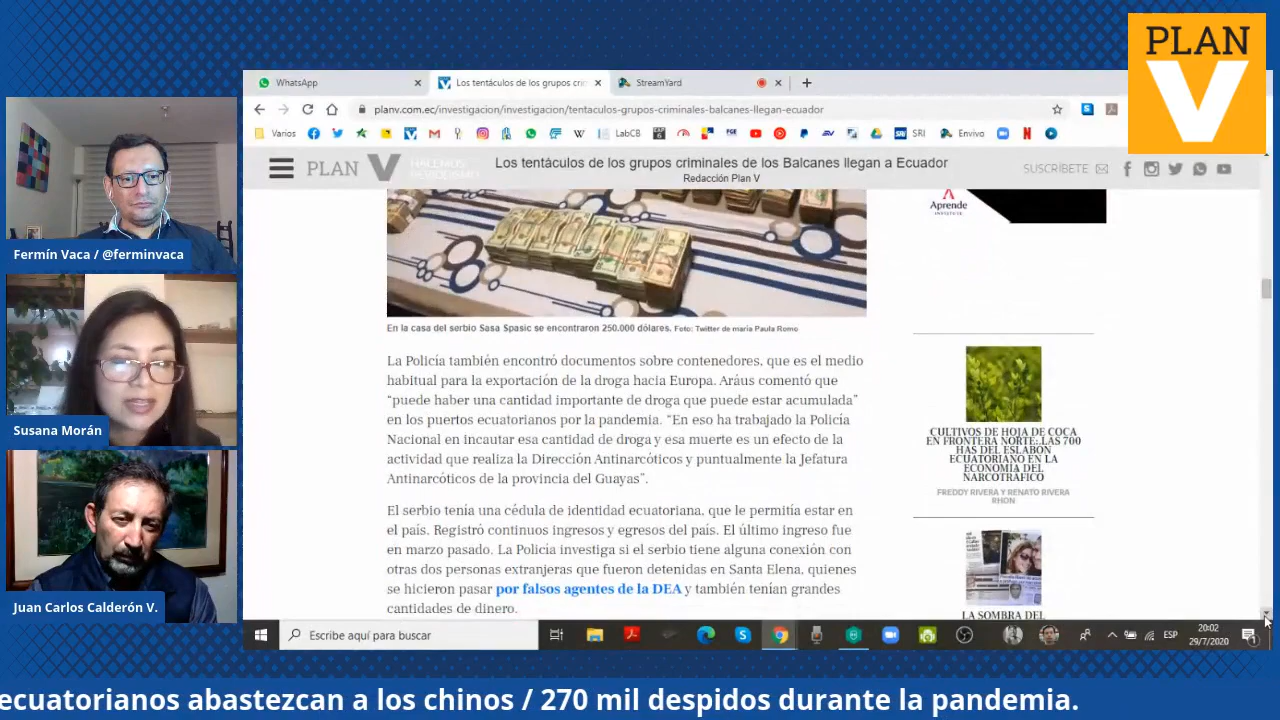 PLAN
V
WhatsApp
Los tentáculos de los grupos crim
StreamYard
planv.com.ec/investigacion/investigacion/tentaculos-grupos-criminales-balcanes-llegan-ecuador
Varios
LabCB
SRI
Envivo
PLAN V
Los tentáculos de los grupos criminales de los Balcanes llegan a Ecuador
Redacción Plan V
SUSCRÍBETE
Aprende
INSTITUTE
Fermín Vaca / @ferminvaca
Susana Morán
Juan Carlos Calderón V.
En la casa del serbio Sasa Spasic se encontraron 250.000 dólares. Foto: Twitter de maría Paula Romo
La Policía también encontró documentos sobre contenedores, que es el medio
habitual para la exportación de la droga hacia Europa. Aráus comentó que
“puede haber una cantidad importante de droga que puede estar acumulada”
en los puertos ecuatorianos por la pandemia. “En eso ha trabajado la Policía
Nacional en incautar esa cantidad de droga y esa muerte es un efecto de la
actividad que realiza la Dirección Antinarcóticos y puntualmente la Jefatura
Antinarcóticos de la provincia del Guayas”.
El serbio tenía una cédula de identidad ecuatoriana, que le permitía estar en
el país. Registró continuos ingresos y egresos del país. El último ingreso fue
en marzo pasado. La Policía investiga si el serbio tiene alguna conexión con
otras dos personas extranjeras que fueron detenidas en Santa Elena, quienes
se hicieron pasar por falsos agentes de la DEA y también tenían grandes
cantidades de dinero.
CULTIVOS DE HOJA DE COCA
EN FRONTERA NORTE:.LAS 700
HAS DEL ESLABÓN
ECUATORIANO EN LA
ECONOMÍA DEL
NARCOTRÁFICO
FREDDY RIVERA Y RENATO RIVERA
RHON
LA SOMBRA DEL
Escribe aquí para buscar
ESP
20:02
29/7/2020
ecuatorianos abastezcan a los chinos / 270 mil despidos durante la pandemia.